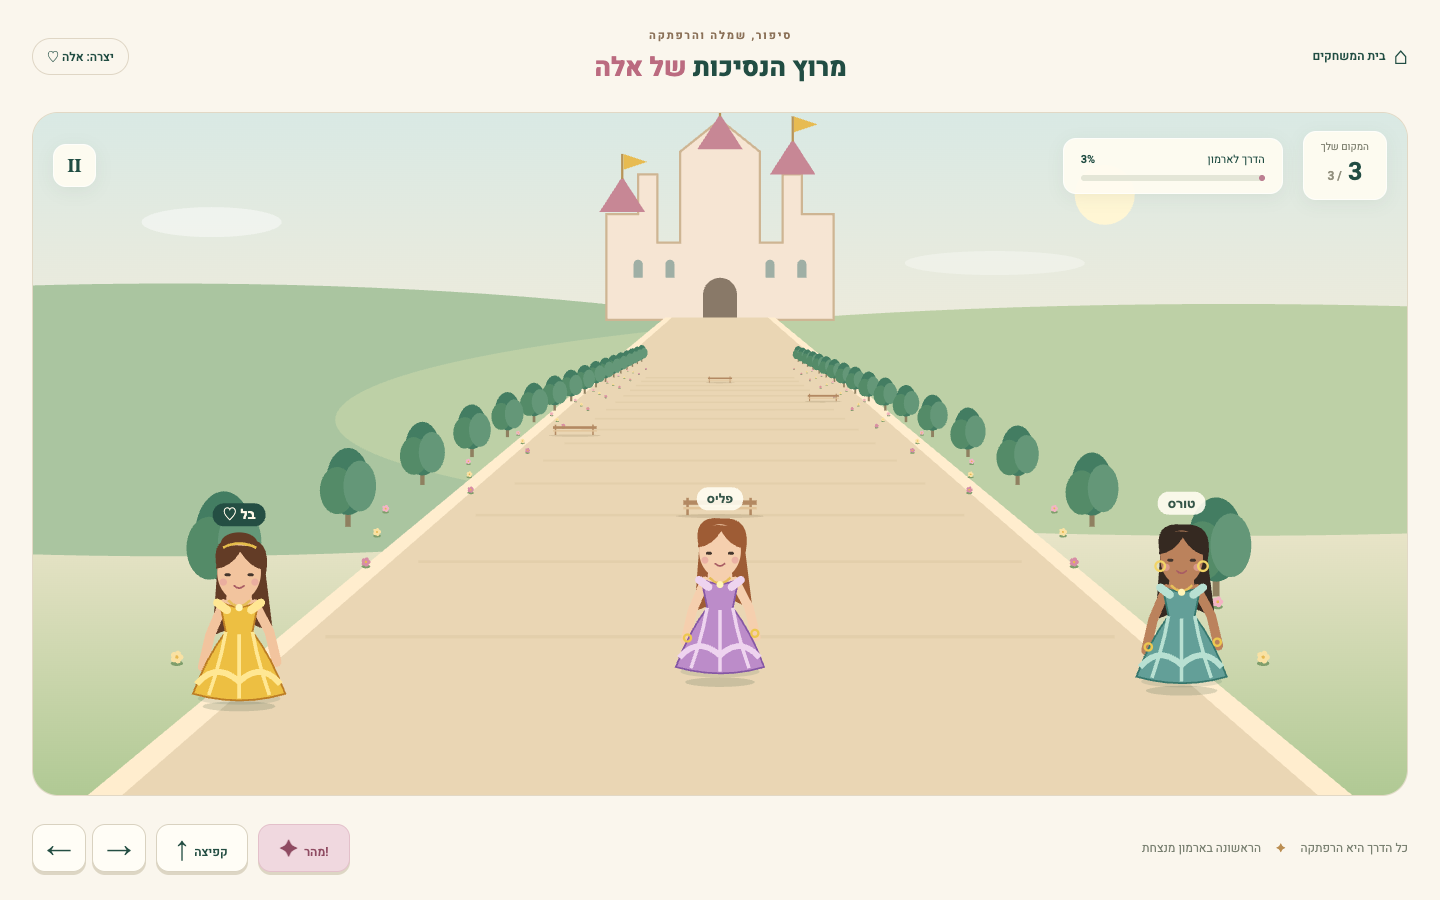 בית המשחקים
סיפור, שמלה והרפתקה
מרוץ הנסיכות של אלה
יצרה: אלה ♡
המקום שלך
3 / 3
הדרך לארמון
3%
II
בל ♡
פליס
טורס
← →
↑ קפיצה
✦ מהר!
כל הדרך היא הרפתקה ✦ הראשונה בארמון מנצחת